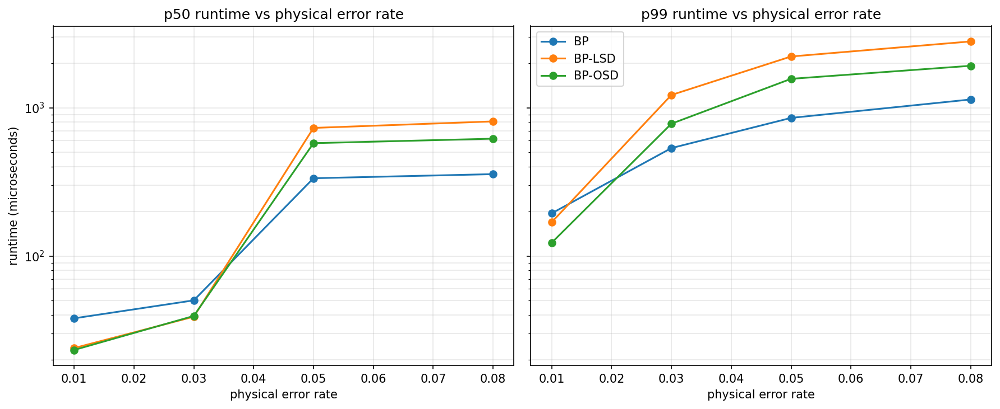 p50 runtime vs physical error rate
runtime (microseconds)
10³
10²
0.01 0.02 0.03 0.04 0.05 0.06 0.07 0.08
physical error rate
p99 runtime vs physical error rate
BP
BP-LSD
BP-OSD
0.01 0.02 0.03 0.04 0.05 0.06 0.07 0.08
physical error rate